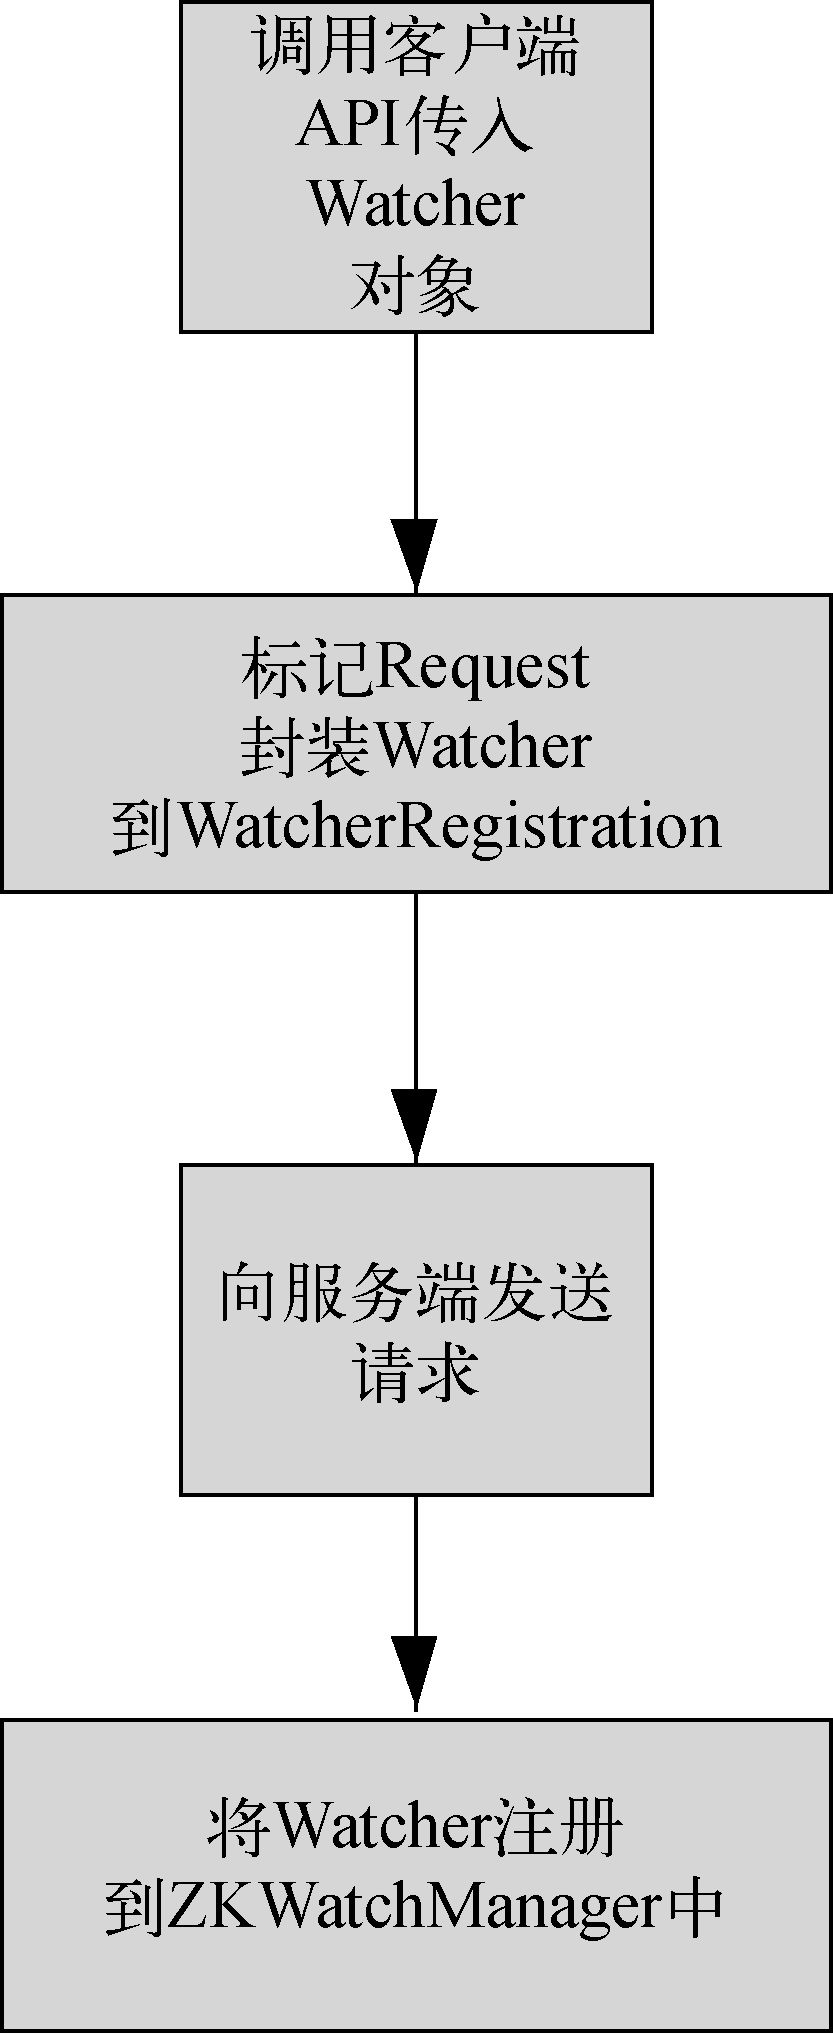 调用客户端
API传入
Watcher
对象
标记Request
封装Watcher
到WatcherRegistration
向服务端发送
请求
将Watcher注册
到ZKWatchManager中